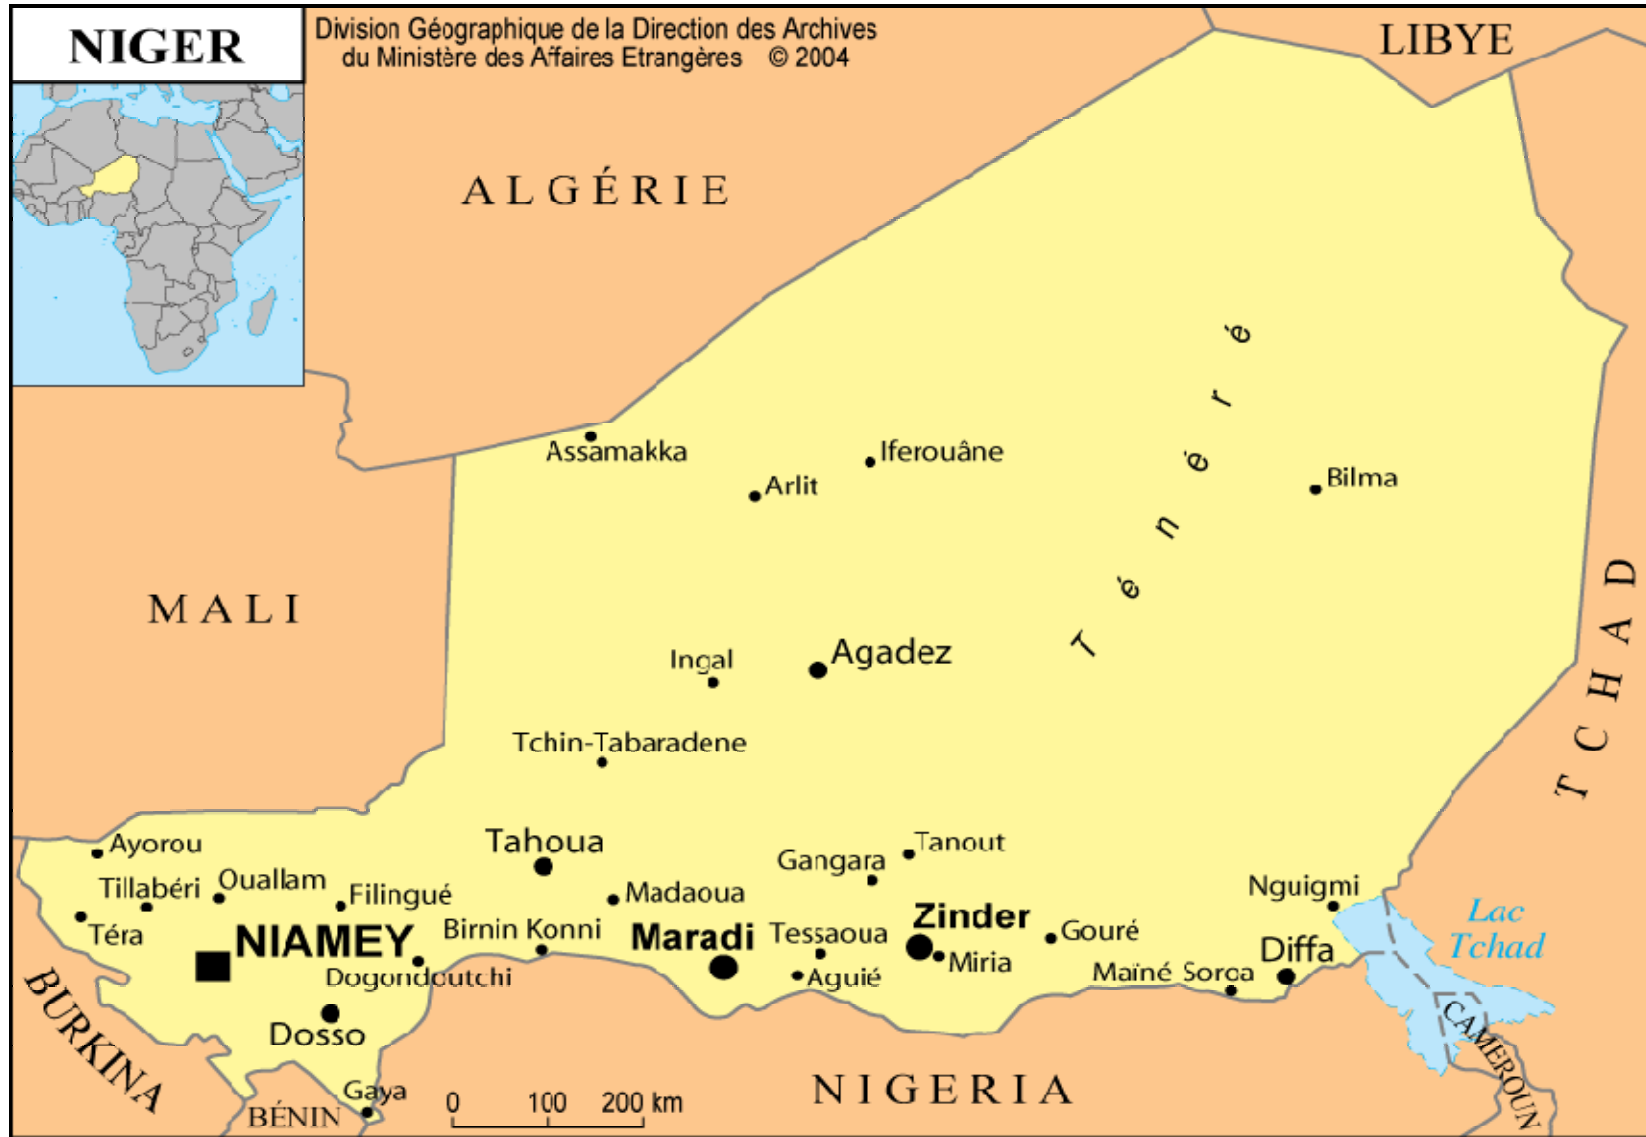 NIGER
Division Géographique de la Direction des Archives
du Ministère des Affaires Etrangères © 2004
LIBYE
ALGÉRIE
Ténéré
Assamakka
Iferouâne
Arlit
Bilma
MALI
TCHAD
Ingal
Agadez
Tchin-Tabaradene
Ayorou
Tahoua
Tanout
Gangara
Tillabéri
Ouallam
Filingué
Madaoua
Nguigmi
Téra
NIAMEY
Birnin Konni
Maradi
Tessaoua
Zinder
Gouré
Lac
Tchad
Dogondoutchi
Aguié
Miria
Maïné Soroa
Diffa
BURKINA
Dosso
CAMEROUN
Gaya
BÉNIN
0 100 200 km
NIGERIA